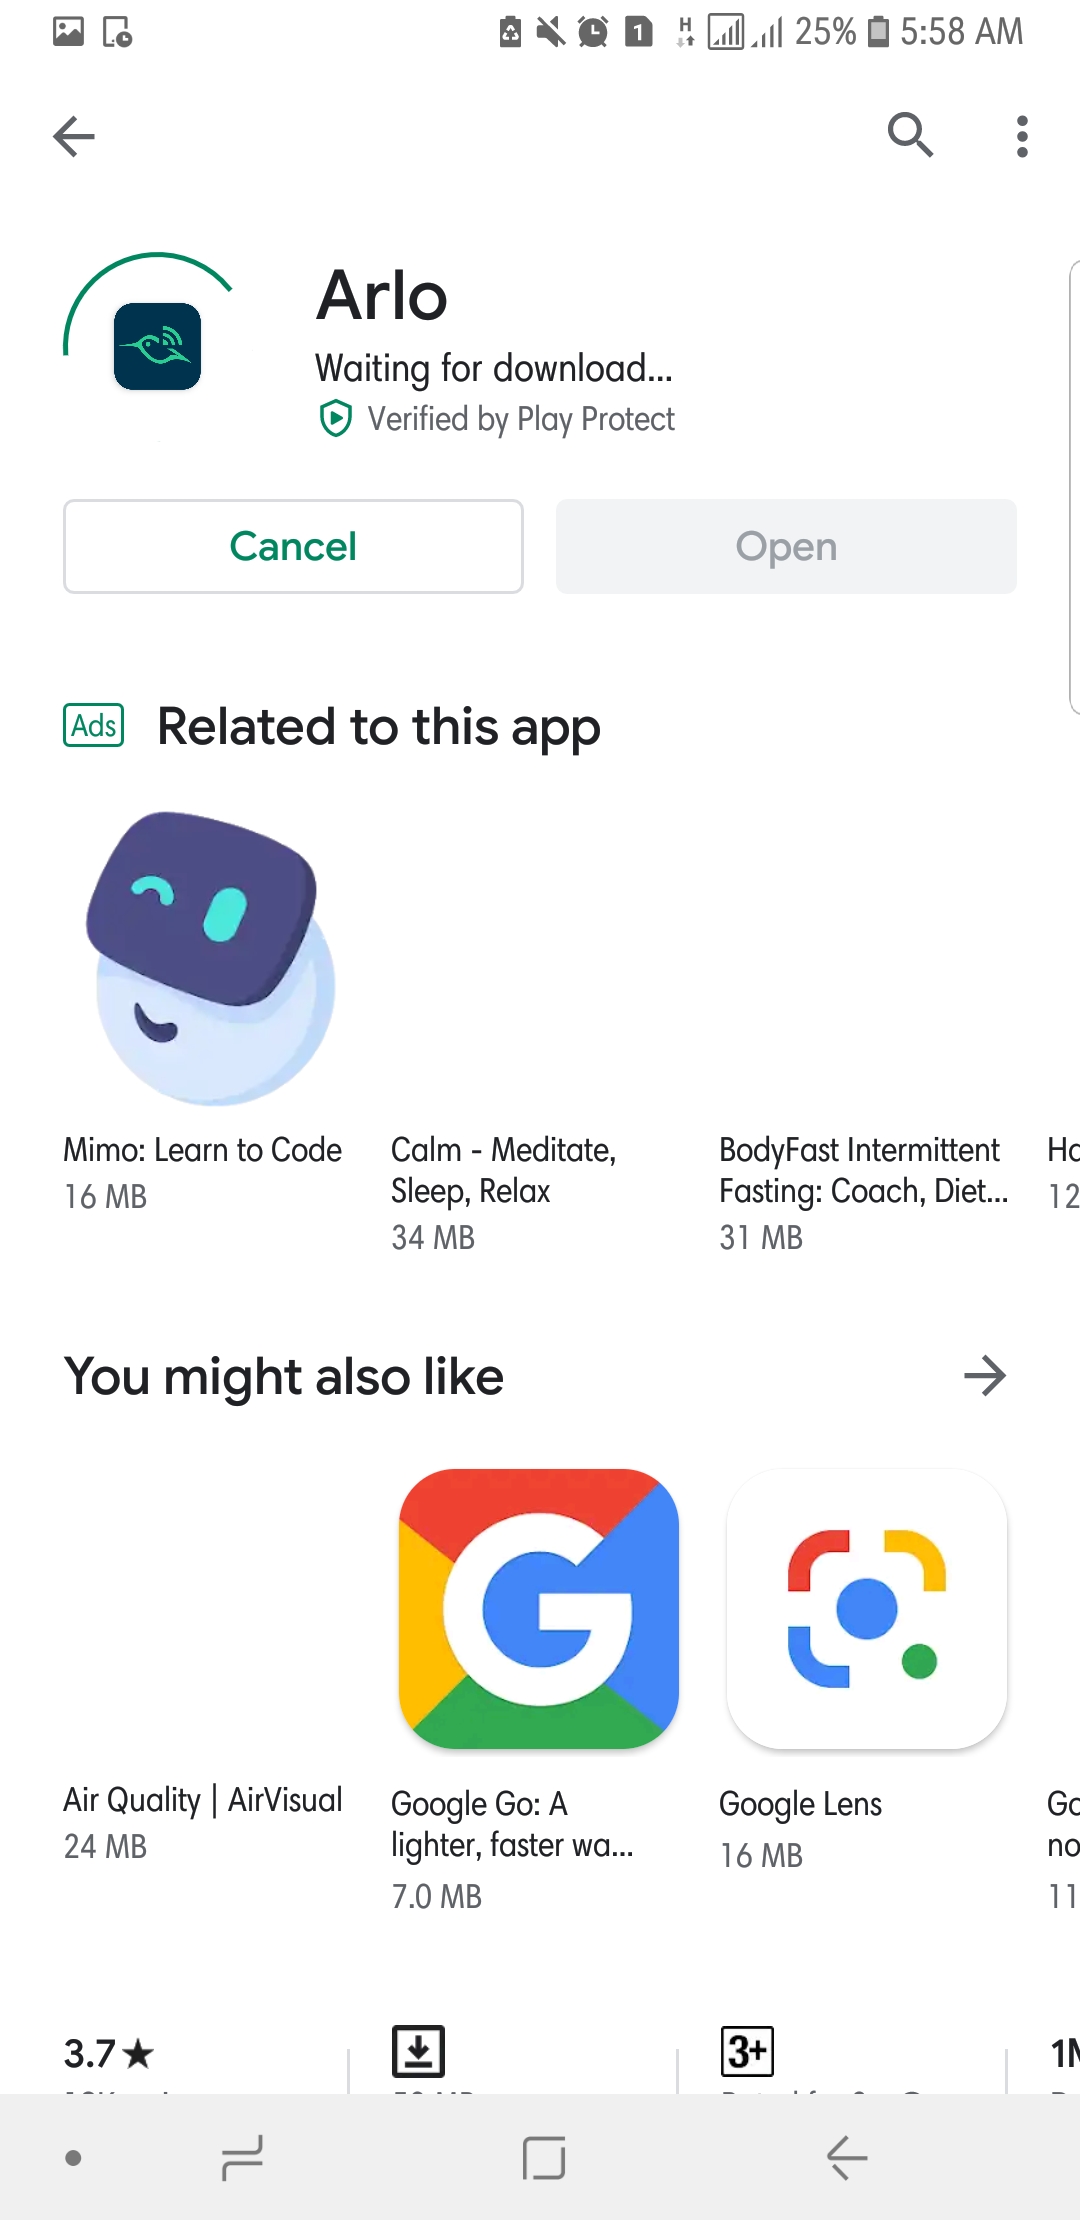 1 H 25% 5:58 AM
Arlo
Waiting for download...
Verified by Play Protect
Cancel
Open
Ads Related to this app
Mimo: Learn to Code
16 MB
Calm - Meditate,
Sleep, Relax
34 MB
BodyFast Intermittent
Fasting: Coach, Diet...
31 MB
12
You might also like
G
Air Quality | AirVisual
24 MB
Google Go: A
lighter, faster wa...
7.0 MB
Google Lens
16 MB
no
11
3.7★
3+